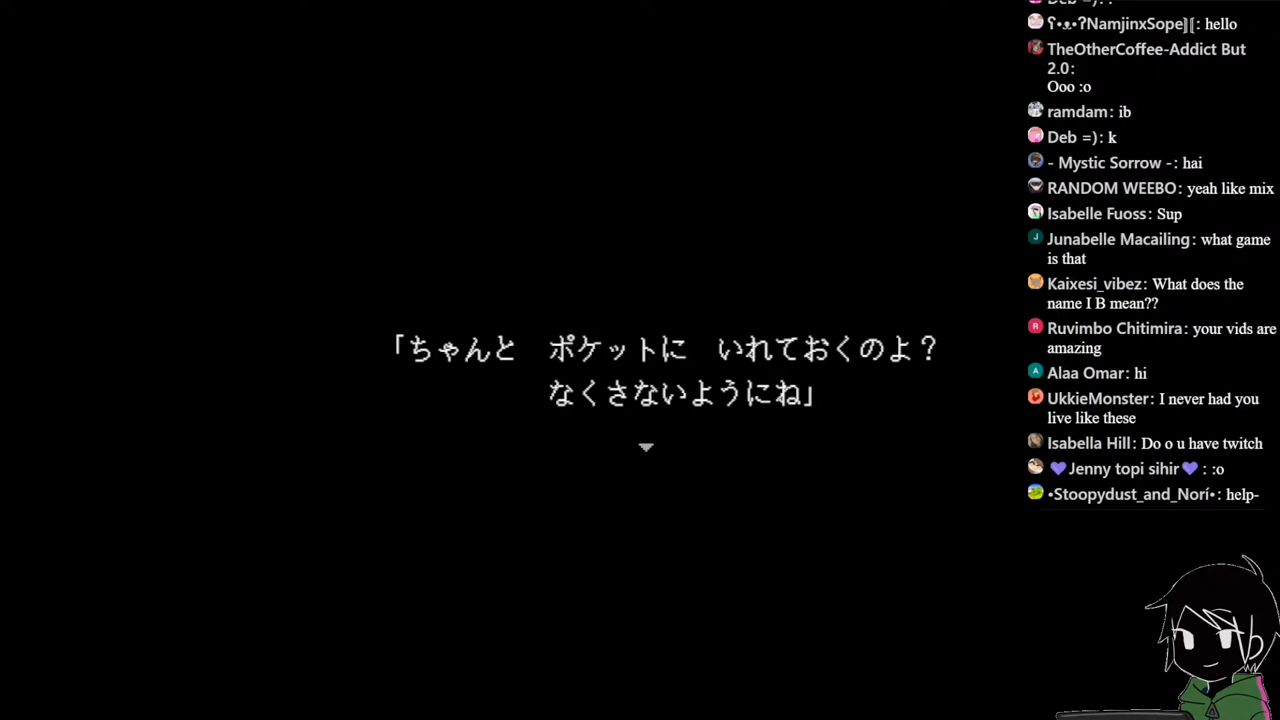 「ちゃんと　ポケットに　いれておくのよ？
なくさないようにね」
Deb =): :
ʕ•ᴥ•ʔNamjinxSope⟧⟦: hello
TheOtherCoffee-Addict But
2.0:
Ooo :o
ramdam: ib
Deb =): k
- Mystic Sorrow -: hai
RANDOM WEEBO: yeah like mix
Isabelle Fuoss: Sup
Junabelle Macailing: what game
is that
Kaixesi_vibez: What does the
name I B mean??
Ruvimbo Chitimira: your vids are
amazing
Alaa Omar: hi
UkkieMonster: I never had you
live like these
Isabella Hill: Do o u have twitch
💜Jenny topi sihir💜: :o
•Stoopydust_and_Norí•: help-